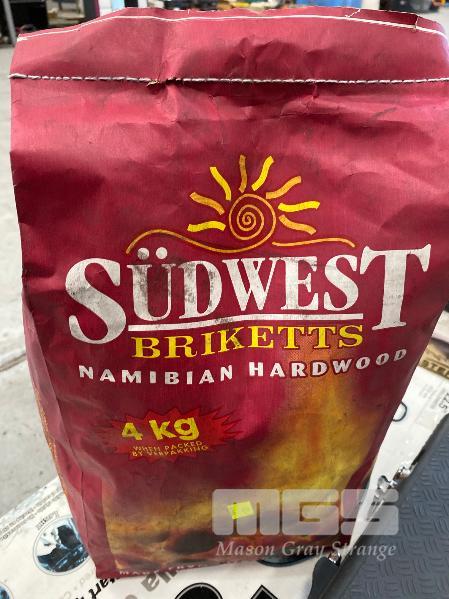 SÜDWEST
BRIKETTS
NAMIBIAN HARDWOOD
4 kg
WHEN PACKED
BY VERPAKKING
MGS
Mason Gray Strange